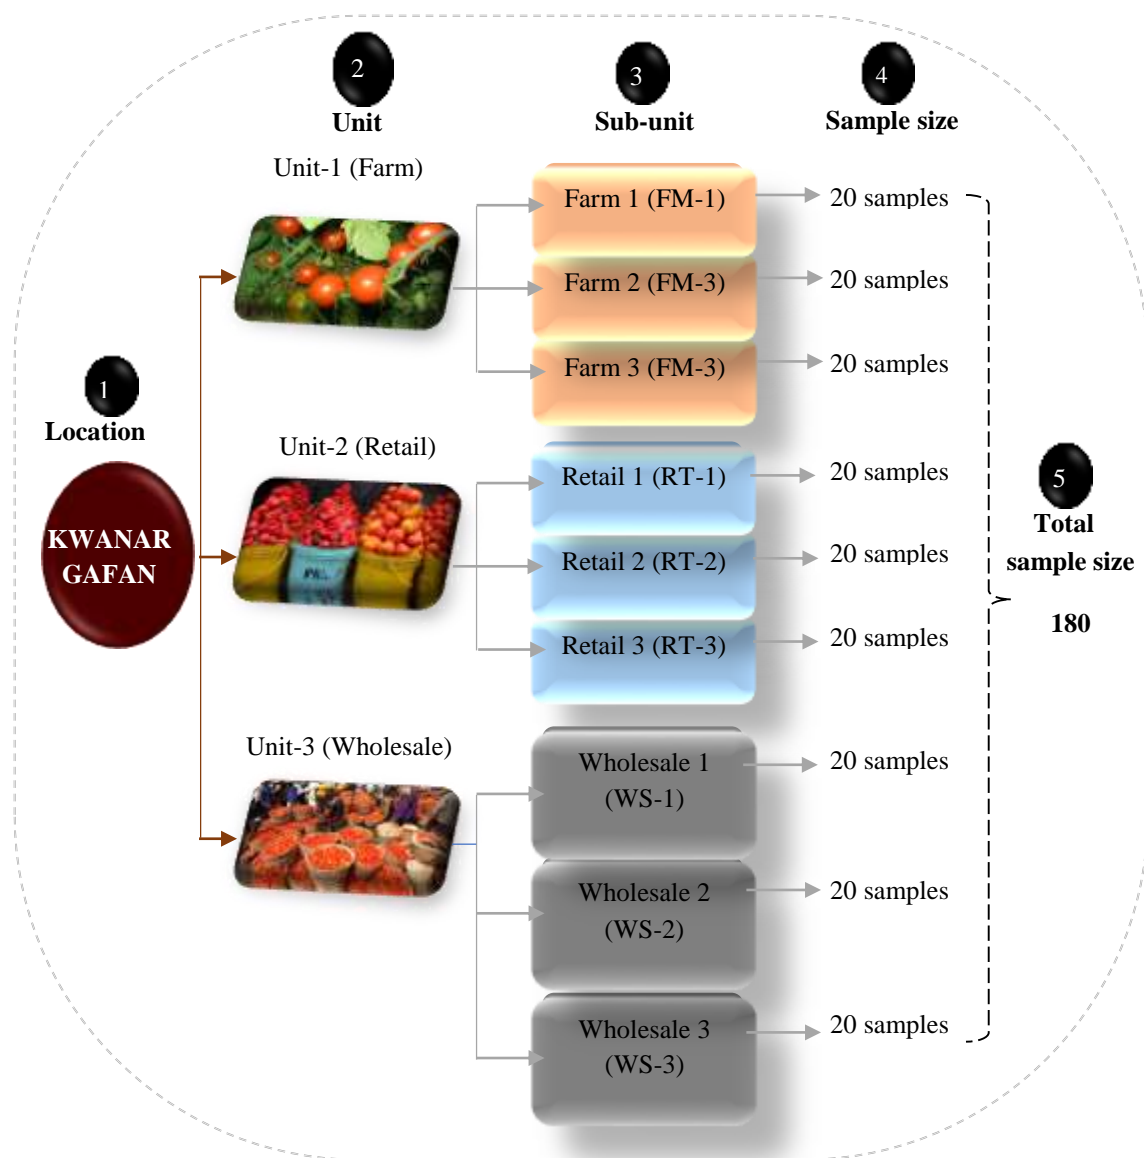 2
Unit
3
Sub-unit
4
Sample size
Unit-1 (Farm)
Farm 1 (FM-1)
20 samples
Farm 2 (FM-3)
20 samples
Farm 3 (FM-3)
20 samples
1
Location
KWANAR
GAFAN
Unit-2 (Retail)
Retail 1 (RT-1)
20 samples
Retail 2 (RT-2)
20 samples
Retail 3 (RT-3)
20 samples
5
Total
sample size
180
Unit-3 (Wholesale)
Wholesale 1
(WS-1)
20 samples
Wholesale 2
(WS-2)
20 samples
Wholesale 3
(WS-3)
20 samples